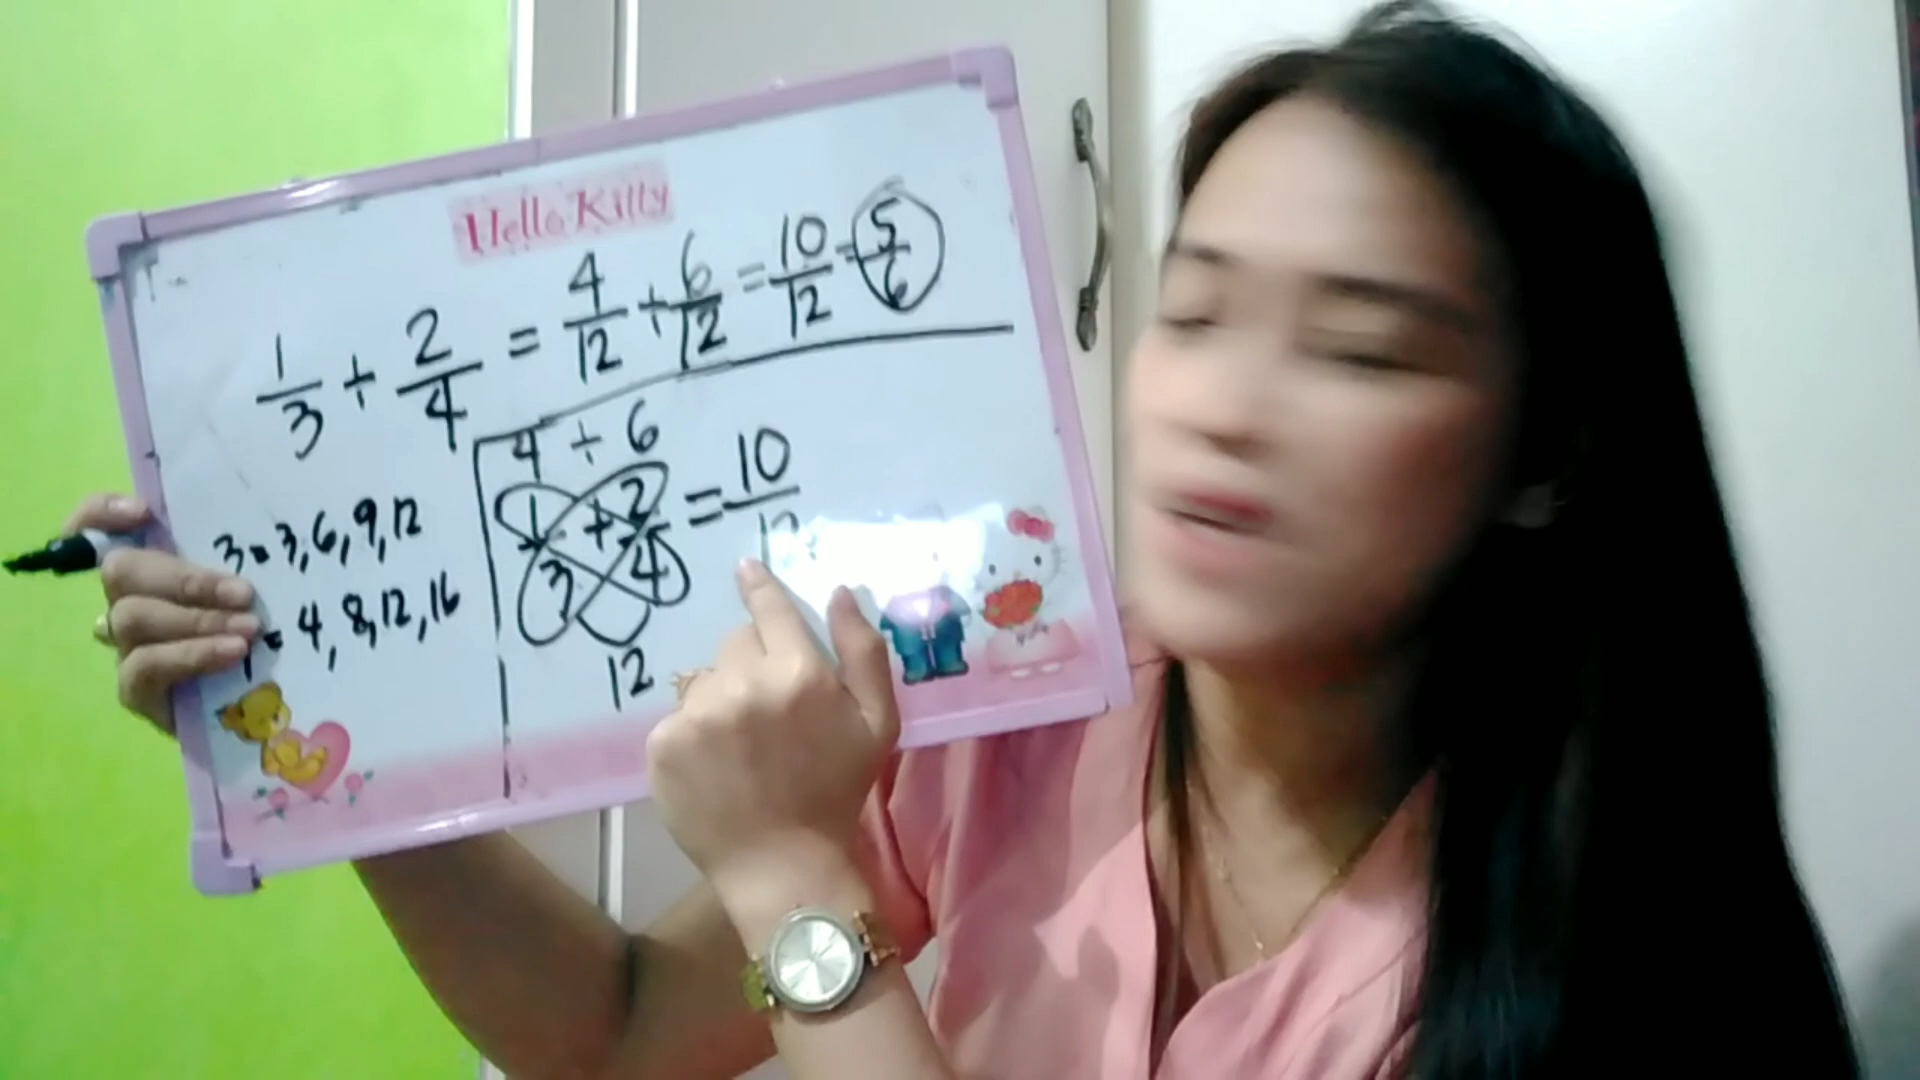 Hello Kitty
1/3 + 2/4 = 4/12 + 6/12 = 10/12 = 5/6
4 + 6
1/3 + 2/4 = 10/12
12
3 = 3, 6, 9, 12
= 4, 8, 12, 16